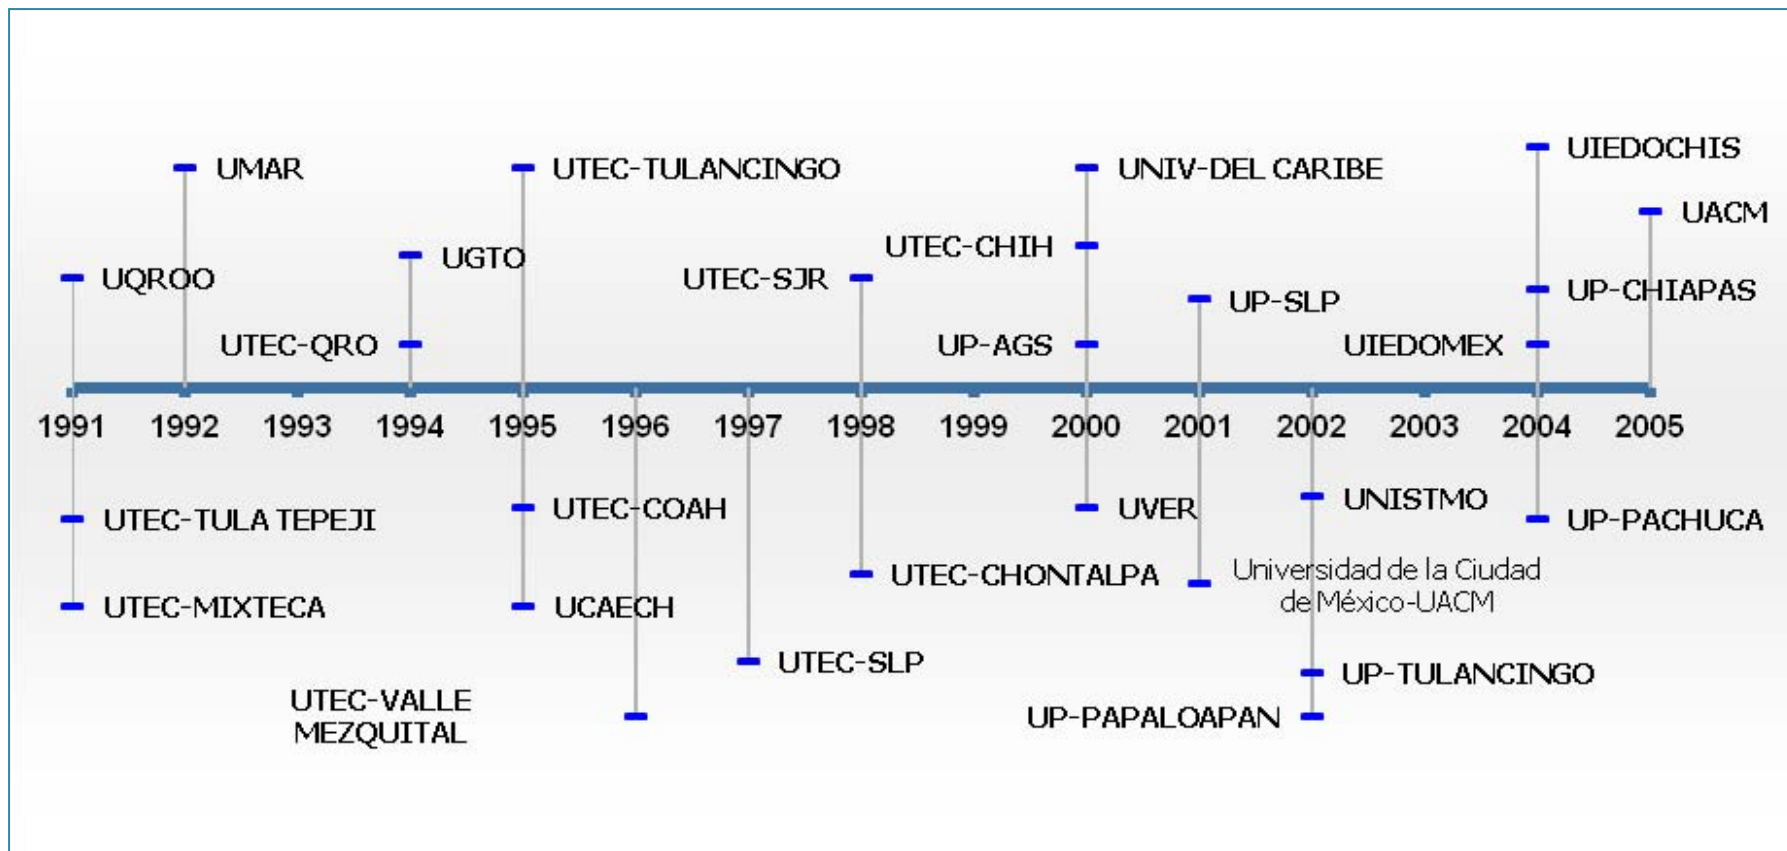 UIEDOCHIS
UMAR
UTEC-TULANCINGO
UNIV-DEL CARIBE
UACM
UTEC-CHIH
UGTO
UQROO
UTEC-SJR
UP-CHIAPAS
UP-SLP
UTEC-QRO
UP-AGS
UIEDOMEX
1991 1992 1993 1994 1995 1996 1997 1998 1999 2000 2001 2002 2003 2004 2005
UNISTMO
UTEC-COAH
UVER
UTEC-TULA TEPEJI
UP-PACHUCA
Universidad de la Ciudad
de México-UACM
UTEC-CHONTALPA
UTEC-MIXTECA
UCAECH
UTEC-SLP
UP-TULANCINGO
UTEC-VALLE
MEZQUITAL
UP-PAPALOAPAN